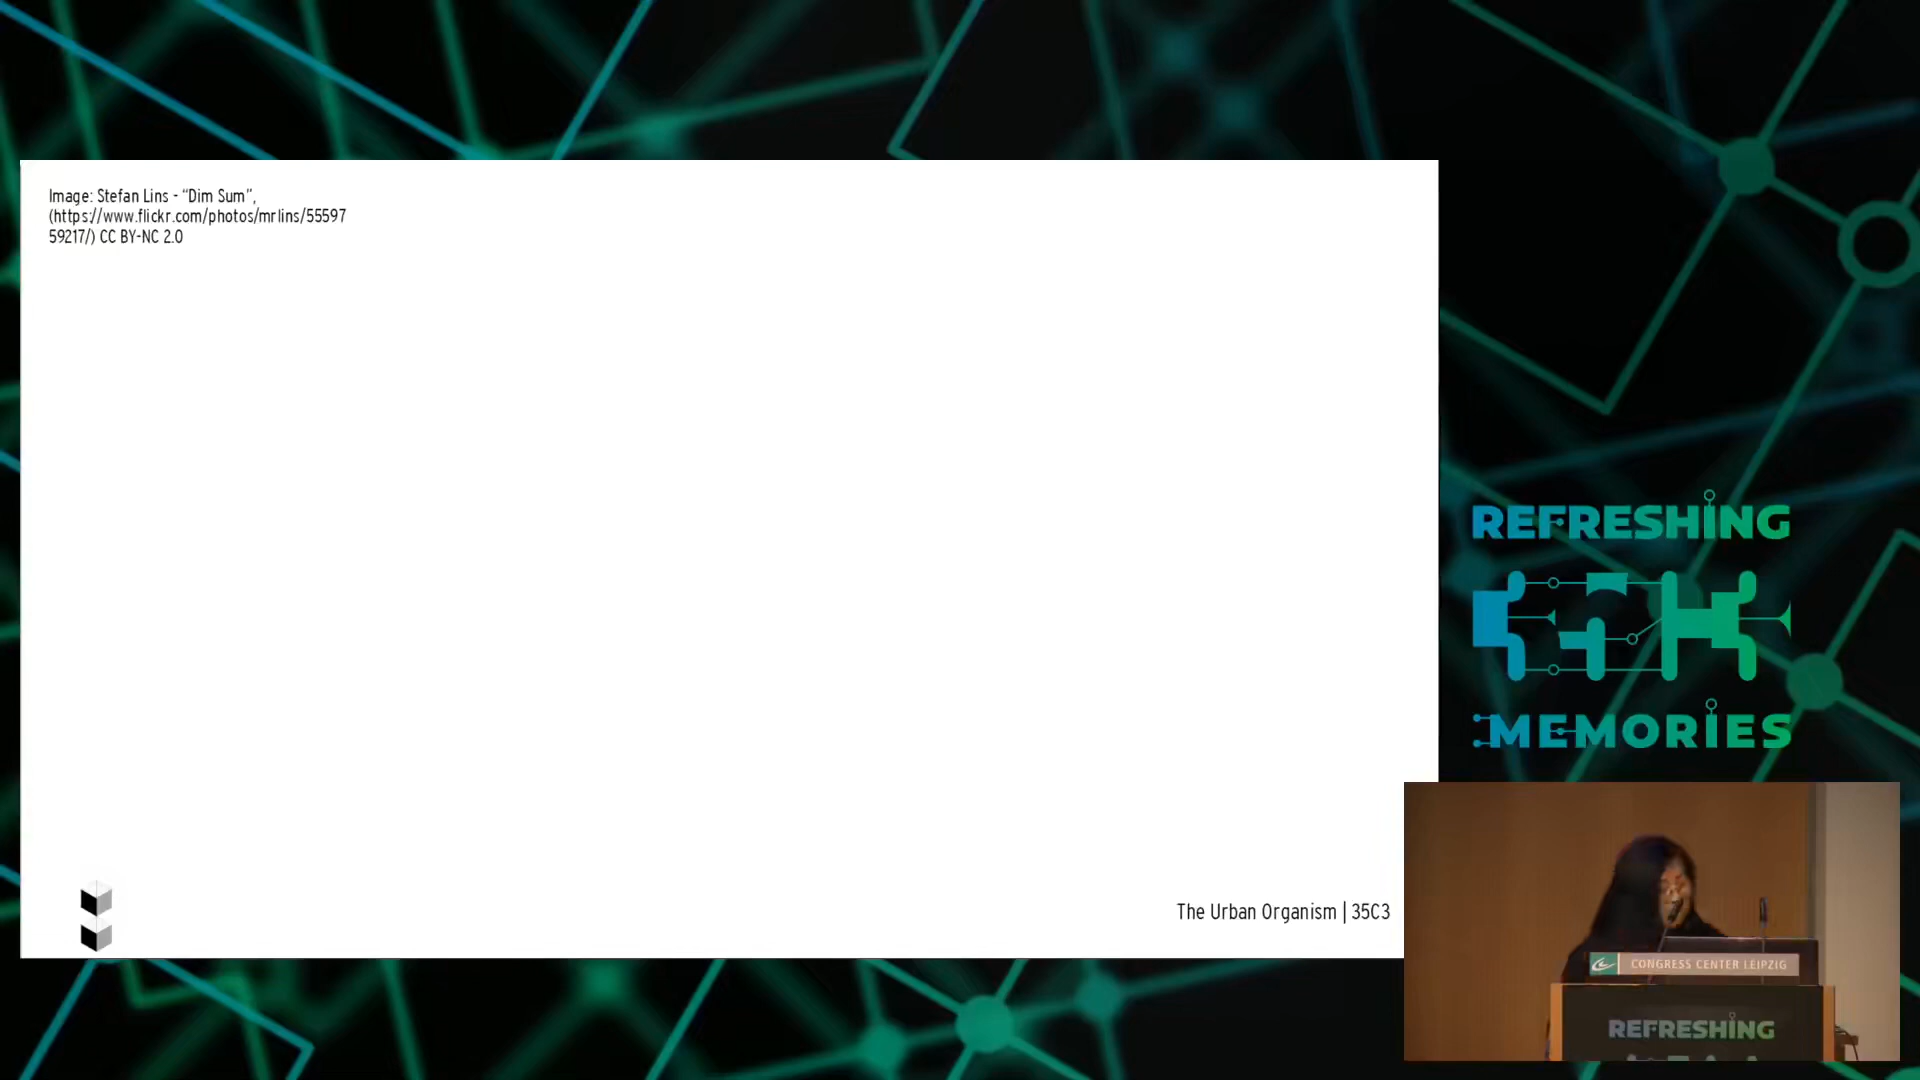 Image: Stefan Lins - “Dim Sum”,
(https://www.flickr.com/photos/mrlins/55597
59217/) CC BY-NC 2.0
The Urban Organism | 35C3
REFRESHING
MEMORIES
CONGRESS CENTER LEIPZIG
REFRESHING